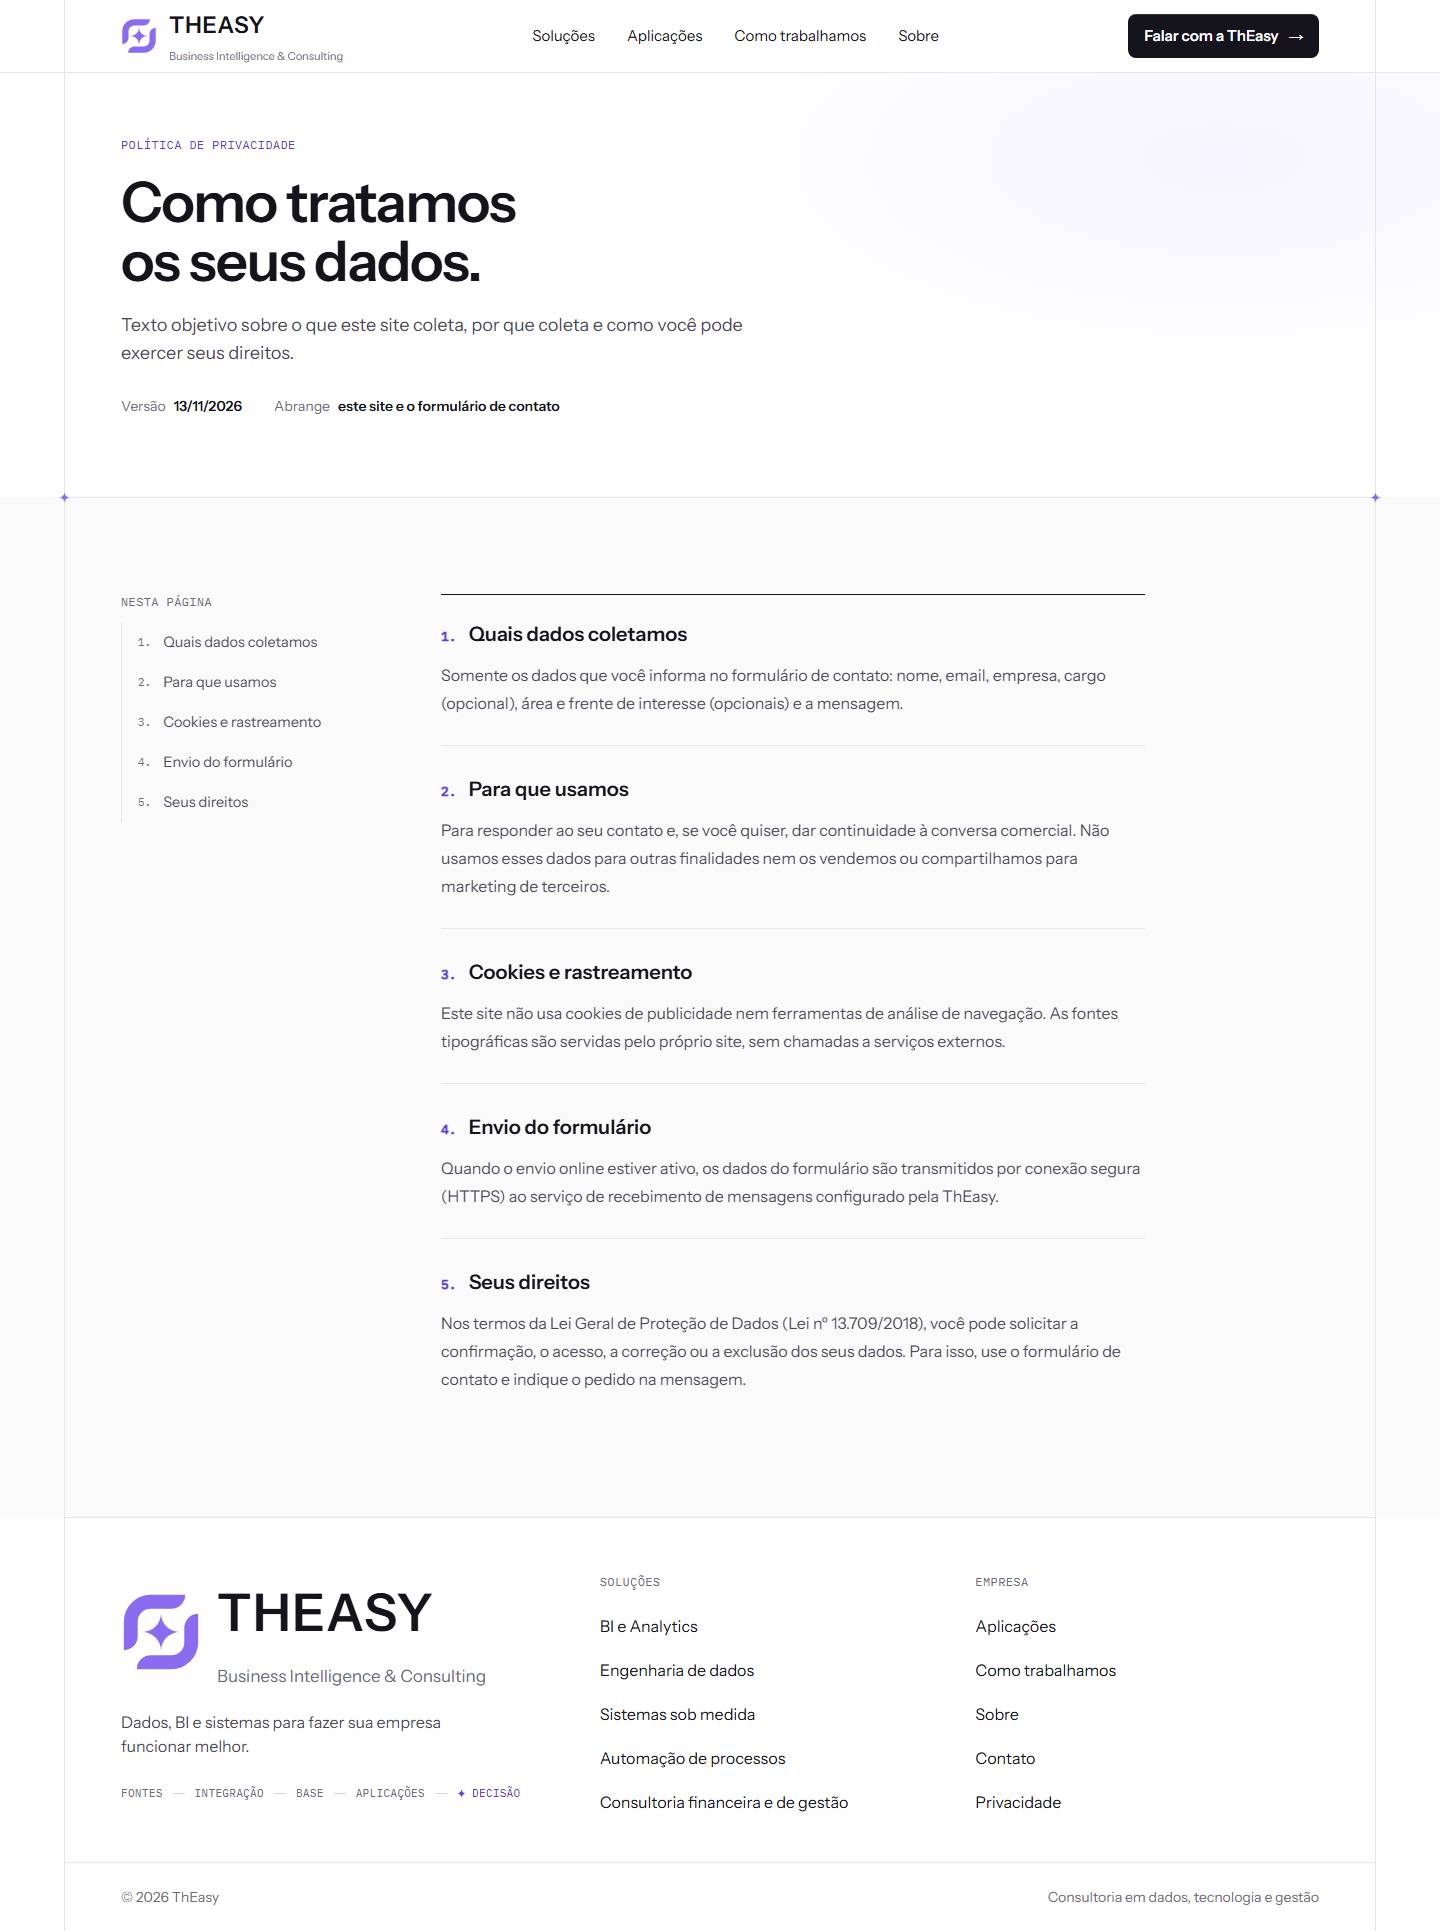 THEASY
Business Intelligence & Consulting
Soluções
Aplicações
Como trabalhamos
Sobre
Falar com a ThEasy →
POLÍTICA DE PRIVACIDADE
Como tratamos
os seus dados.
Texto objetivo sobre o que este site coleta, por que coleta e como você pode
exercer seus direitos.
Versão 13/11/2026
Abrange este site e o formulário de contato
NESTA PÁGINA
1. Quais dados coletamos
2. Para que usamos
3. Cookies e rastreamento
4. Envio do formulário
5. Seus direitos
1. Quais dados coletamos
Somente os dados que você informa no formulário de contato: nome, email, empresa, cargo
(opcional), área e frente de interesse (opcionais) e a mensagem.
2. Para que usamos
Para responder ao seu contato e, se você quiser, dar continuidade à conversa comercial. Não
usamos esses dados para outras finalidades nem os vendemos ou compartilhamos para
marketing de terceiros.
3. Cookies e rastreamento
Este site não usa cookies de publicidade nem ferramentas de análise de navegação. As fontes
tipográficas são servidas pelo próprio site, sem chamadas a serviços externos.
4. Envio do formulário
Quando o envio online estiver ativo, os dados do formulário são transmitidos por conexão segura
(HTTPS) ao serviço de recebimento de mensagens configurado pela ThEasy.
5. Seus direitos
Nos termos da Lei Geral de Proteção de Dados (Lei nº 13.709/2018), você pode solicitar a
confirmação, o acesso, a correção ou a exclusão dos seus dados. Para isso, use o formulário de
contato e indique o pedido na mensagem.
THEASY
Business Intelligence & Consulting
Dados, BI e sistemas para fazer sua empresa
funcionar melhor.
FONTES — INTEGRAÇÃO — BASE — APLICAÇÕES — ✦ DECISÃO
SOLUÇÕES
BI e Analytics
Engenharia de dados
Sistemas sob medida
Automação de processos
Consultoria financeira e de gestão
EMPRESA
Aplicações
Como trabalhamos
Sobre
Contato
Privacidade
© 2026 ThEasy
Consultoria em dados, tecnologia e gestão